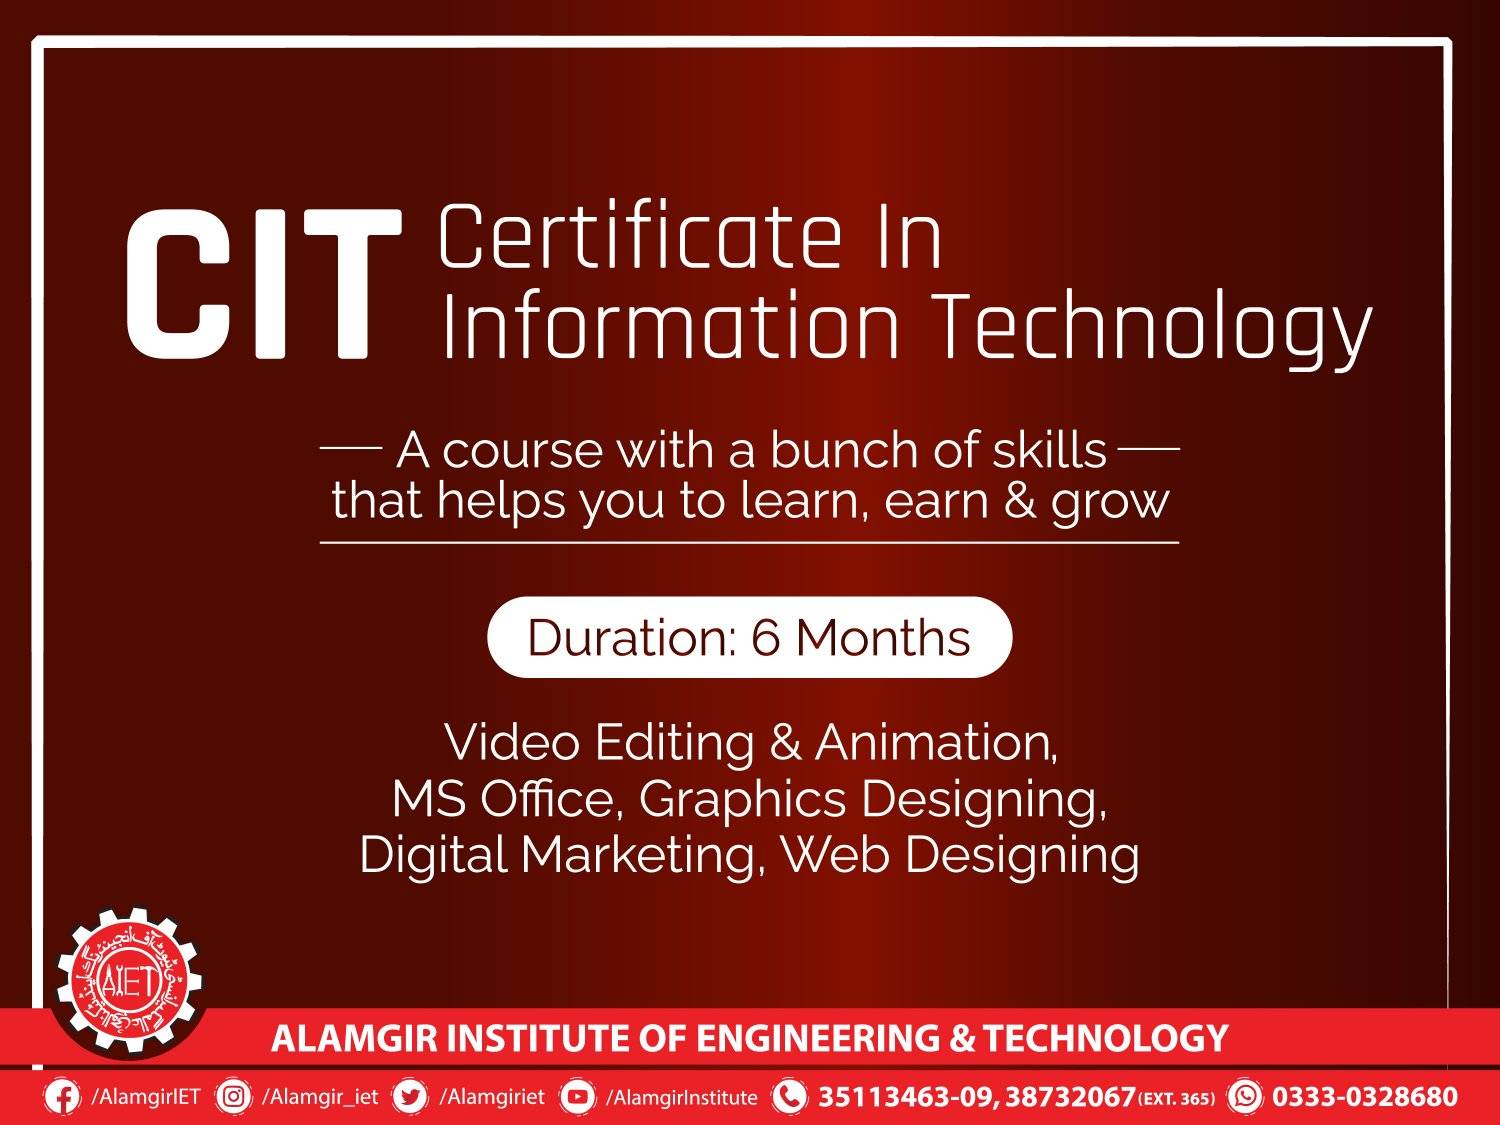 CIT
Certificate In
Information Technology
A course with a bunch of skills
that helps you to learn, earn & grow
Duration: 6 Months
Video Editing & Animation,
MS Office, Graphics Designing,
Digital Marketing, Web Designing
AIET
ALAMGIR INSTITUTE OF ENGINEERING & TECHNOLOGY
/AlamgirIET /Alamgir_iet /Alamgiriet /AlamgirInstitute 35113463-09, 38732067 (EXT. 365) 0333-0328680